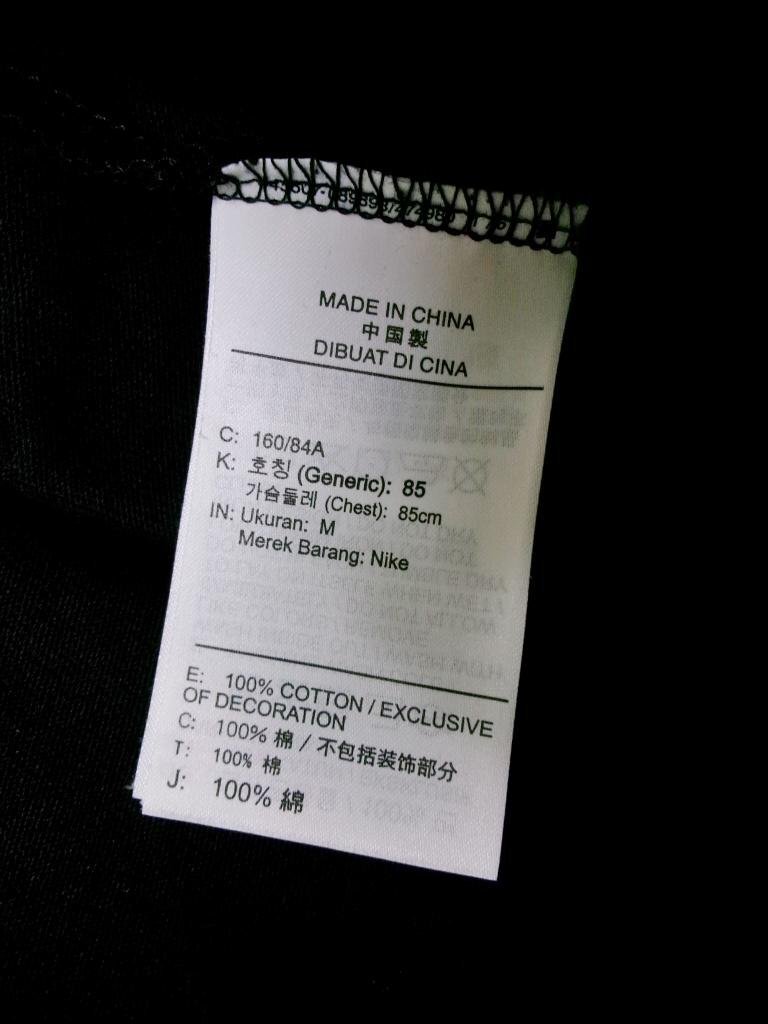 MADE IN CHINA
中国製
DIBUAT DI CINA
C: 160/84A
K: 호칭 (Generic): 85
가슴둘레 (Chest): 85cm
IN: Ukuran: M
Merek Barang: Nike
E: 100% COTTON / EXCLUSIVE
OF DECORATION
C: 100% 棉 / 不包括装饰部分
T: 100% 棉
J: 100% 綿